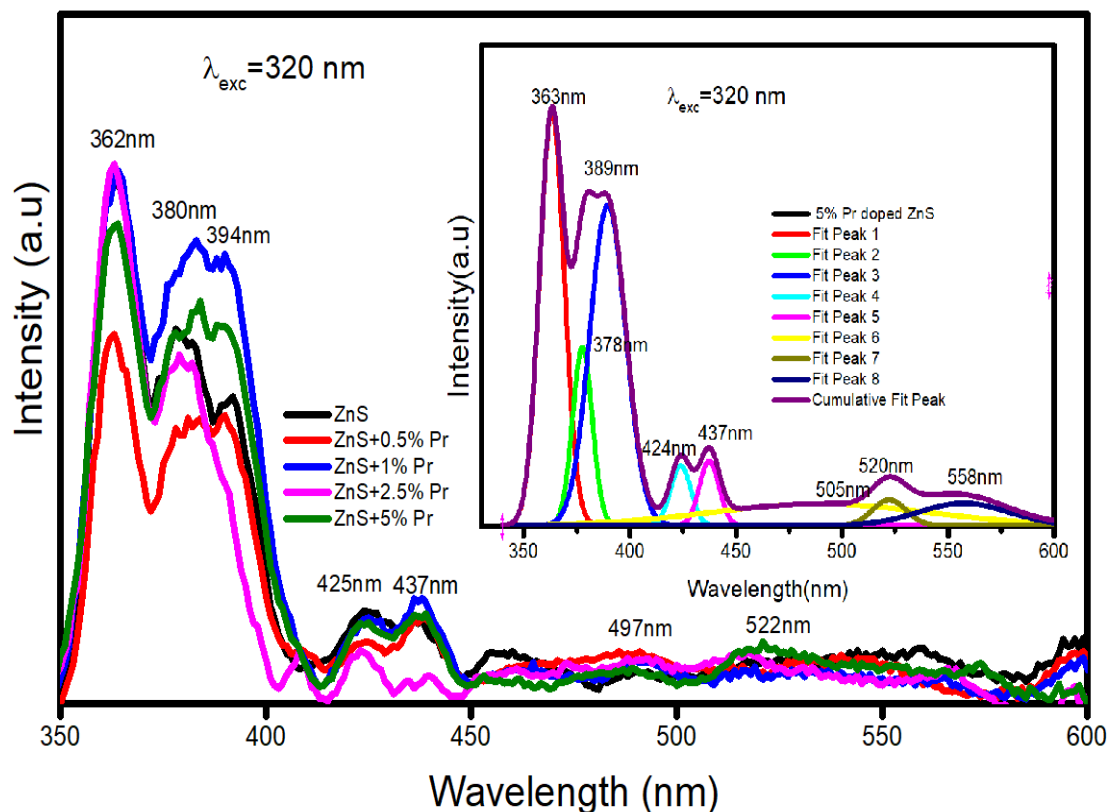 λexc=320 nm
362nm
380nm
394nm
425nm
437nm
497nm
522nm
ZnS
ZnS+0.5% Pr
ZnS+1% Pr
ZnS+2.5% Pr
ZnS+5% Pr
Intensity (a.u)
350 400 450 500 550 600
Wavelength (nm)
λexc=320 nm
363nm
389nm
378nm
424nm
437nm
505nm
520nm
558nm
5% Pr doped ZnS
Fit Peak 1
Fit Peak 2
Fit Peak 3
Fit Peak 4
Fit Peak 5
Fit Peak 6
Fit Peak 7
Fit Peak 8
Cumulative Fit Peak
Intensity(a.u)
350 400 450 500 550 600
Wavelength(nm)